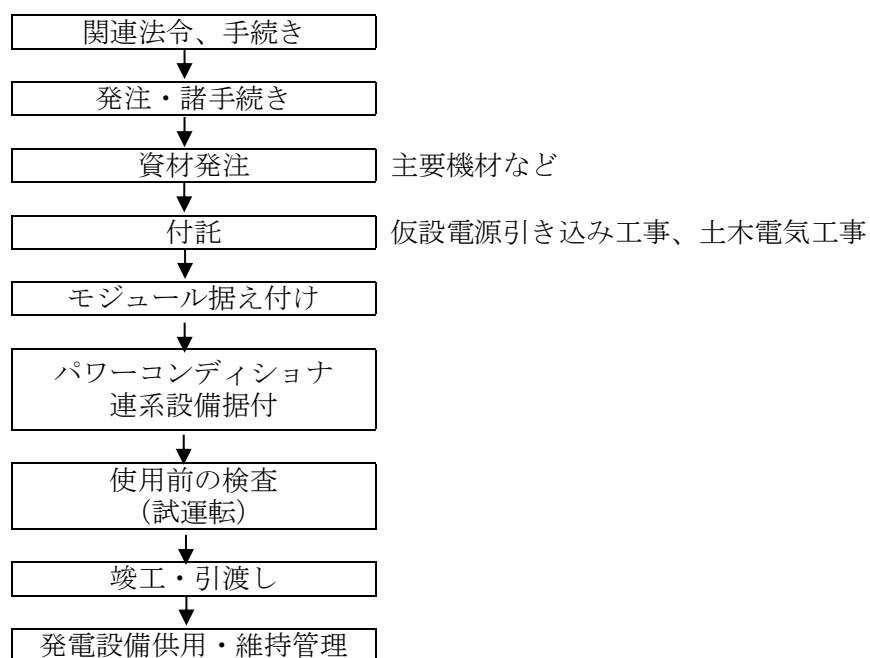 関連法令、手続き
発注・諸手続き
資材発注 主要機材など
付託 仮設電源引き込み工事、土木電気工事
モジュール据え付け
パワーコンディショナ
連系設備据付
使用前の検査
(試運転)
竣工・引渡し
発電設備供用・維持管理